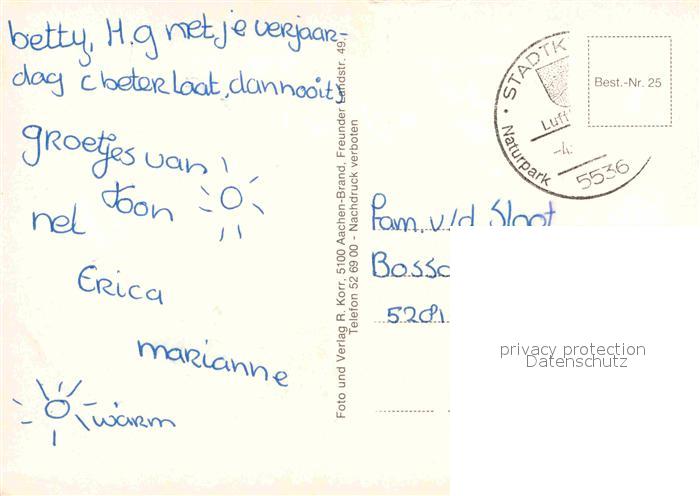 betty, H.g met je verjaar-
dag (beter laat, dan nooit)
groetjes van
toon
nel
Erica
marianne
warm
Foto und Verlag R. Korr, 5100 Aachen-Brand, Freunder Landstr. 49.
Telefon 52 69 00 - Nachdruck verboten
· STADTK
Luft
-4.
Naturpark
5536
Best.-Nr. 25
Fam. v/d Sloot
Bossc
5281
privacy protection
Datenschutz